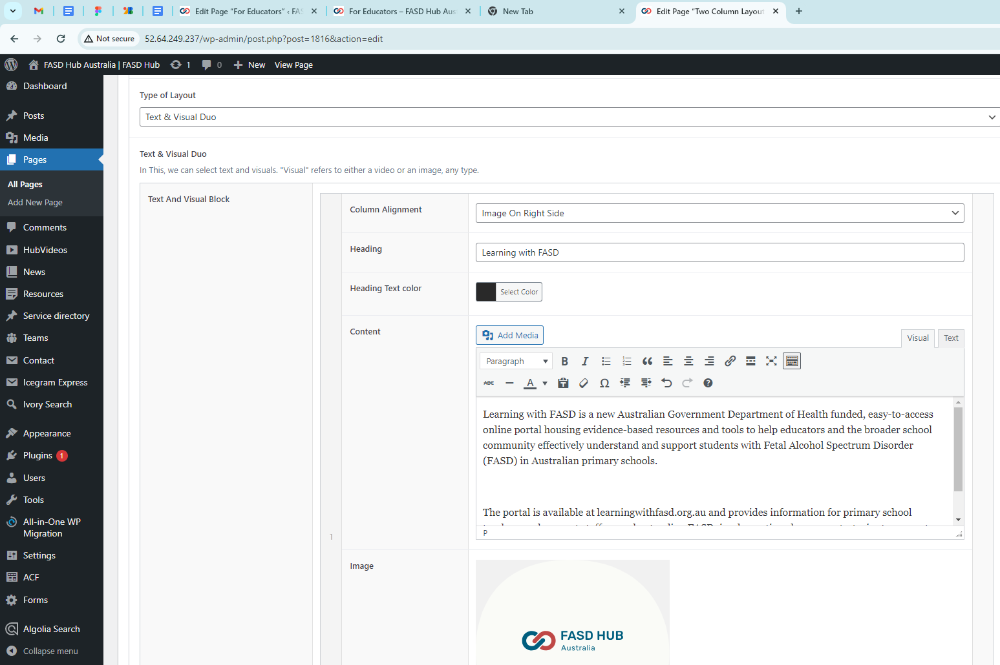 Edit Page “For Educators” ‹ FAS
For Educators – FASD Hub Aus
New Tab
Edit Page “Two Column Layout
Not secure
52.64.249.237/wp-admin/post.php?post=1816&action=edit
FASD Hub Australia | FASD Hub
1
0
New
View Page
Dashboard
Posts
Media
Pages
All Pages
Add New Page
Comments
HubVideos
News
Resources
Service directory
Teams
Contact
Icegram Express
Ivory Search
Appearance
Plugins 1
Users
Tools
All-in-One WP
Migration
Settings
ACF
Forms
Algolia Search
Collapse menu
Type of Layout
Text & Visual Duo
Text & Visual Duo
In This, we can select text and visuals. "Visual" refers to either a video or an image, any type.
Text And Visual Block
1
Column Alignment
Image On Right Side
Heading
Learning with FASD
Heading Text color
Select Color
Content
Add Media
Visual
Text
Paragraph
B
I
ABC
A
Learning with FASD is a new Australian Government Department of Health funded, easy-to-access
online portal housing evidence-based resources and tools to help educators and the broader school
community effectively understand and support students with Fetal Alcohol Spectrum Disorder
(FASD) in Australian primary schools.
The portal is available at learningwithfasd.org.au and provides information for primary school
P
Image
FASD HUB
Australia